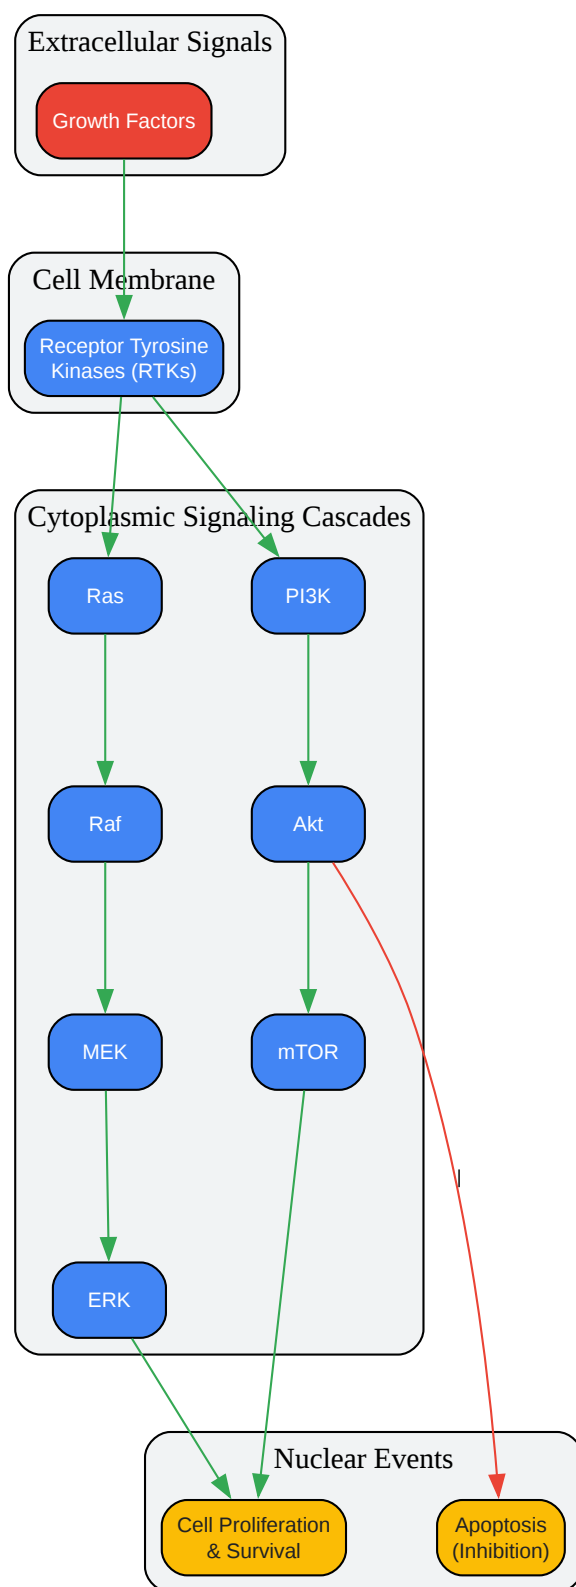 Extracellular Signals
Growth Factors
Cell Membrane
Receptor Tyrosine
Kinases (RTKs)
Cytoplasmic Signaling Cascades
Ras
PI3K
Raf
Akt
MEK
mTOR
|
ERK
Nuclear Events
Cell Proliferation
& Survival
Apoptosis
(Inhibition)